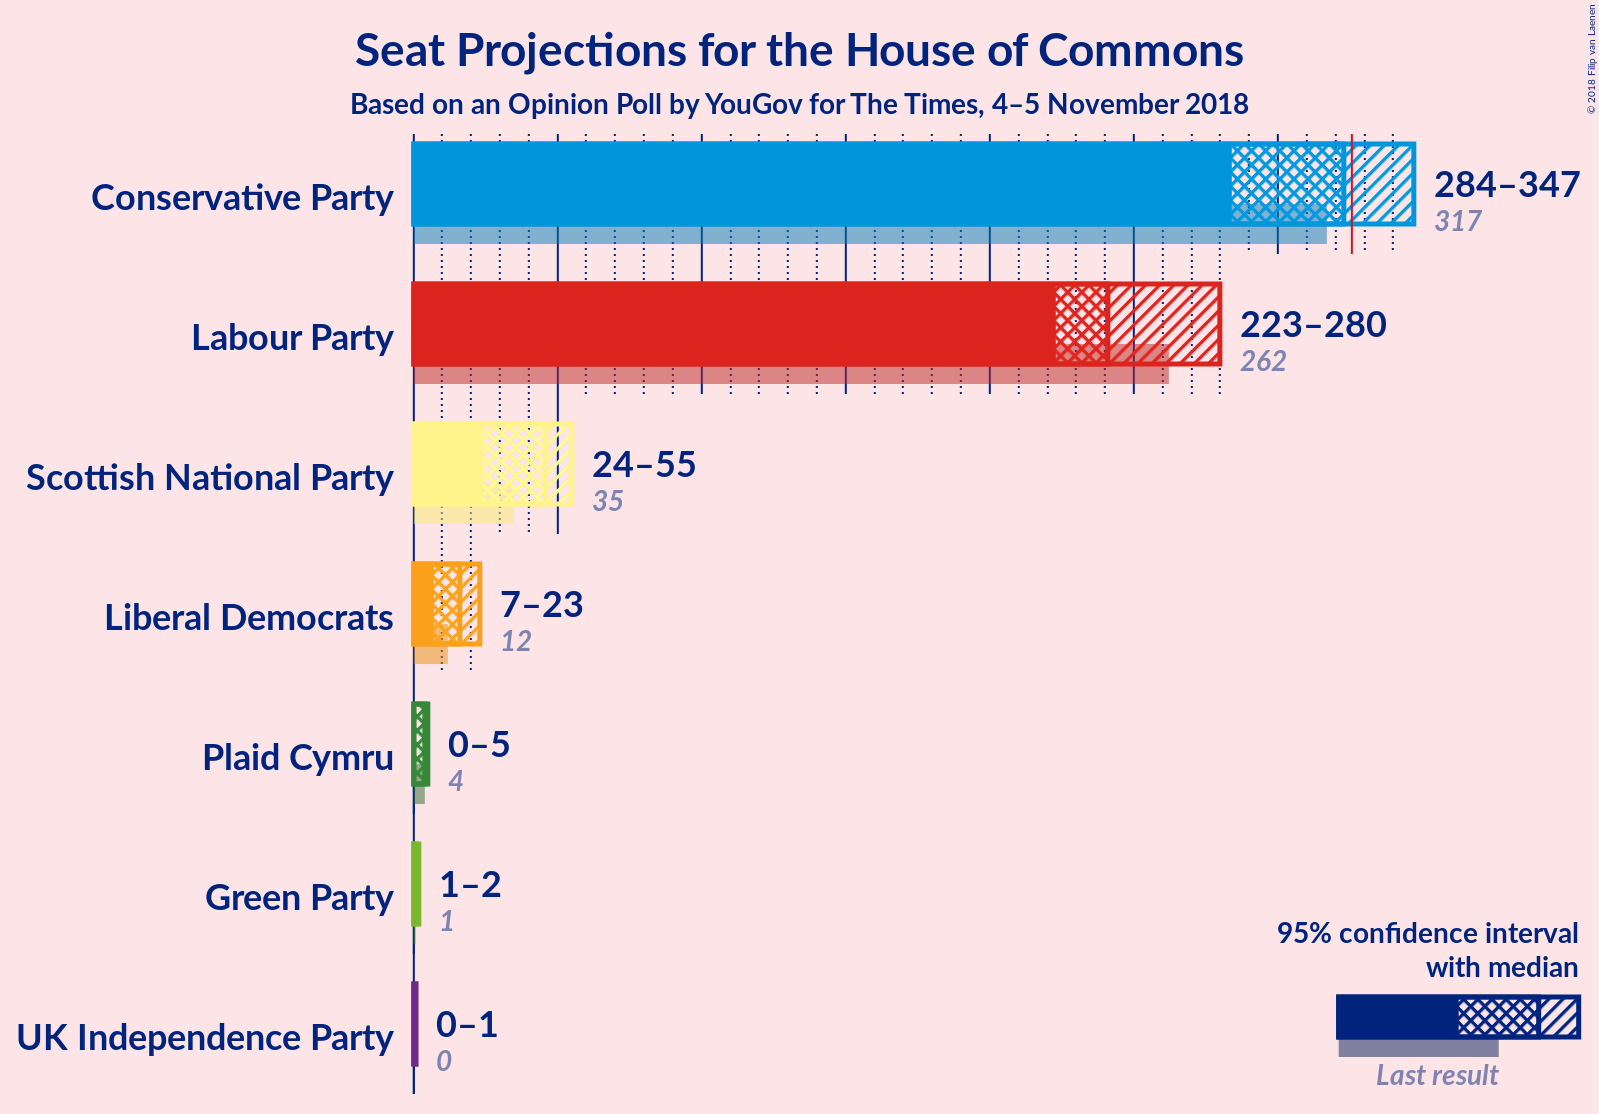 Seat Projections for the House of Commons
Based on an Opinion Poll by YouGov for The Times, 4–5 November 2018
© 2018 Filip van Laenen
Conservative Party
284–347
317
Labour Party
223–280
262
Scottish National Party
24–55
35
Liberal Democrats
7–23
12
Plaid Cymru
0–5
4
Green Party
1–2
1
UK Independence Party
0–1
0
95% confidence interval
with median
Last result